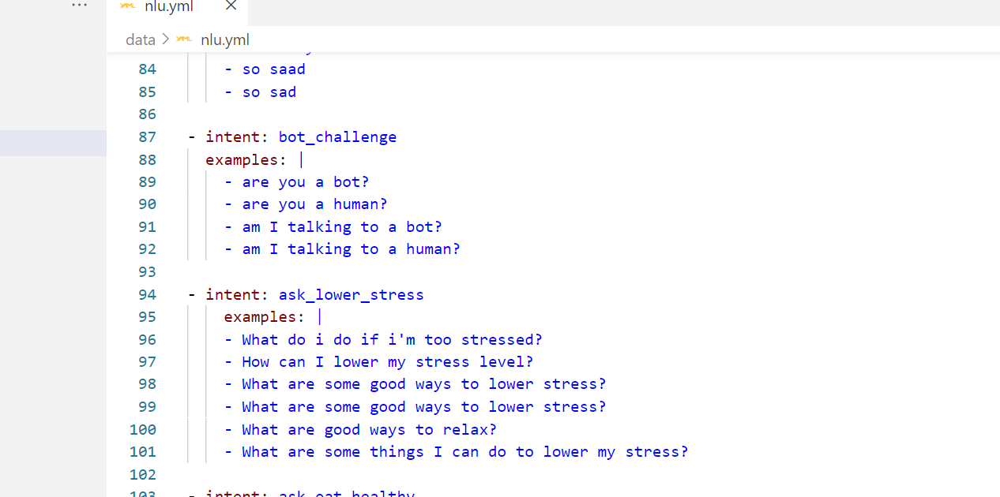 ... nlu.yml ×
data > nlu.yml
84 - so saad
85 - so sad
86
87 - intent: bot_challenge
88 examples: |
89 - are you a bot?
90 - are you a human?
91 - am I talking to a bot?
92 - am I talking to a human?
93
94 - intent: ask_lower_stress
95 examples: |
96 - What do i do if i'm too stressed?
97 - How can I lower my stress level?
98 - What are some good ways to lower stress?
99 - What are some good ways to lower stress?
100 - What are good ways to relax?
101 - What are some things I can do to lower my stress?
102
103 - intent: ask_eat_healthy